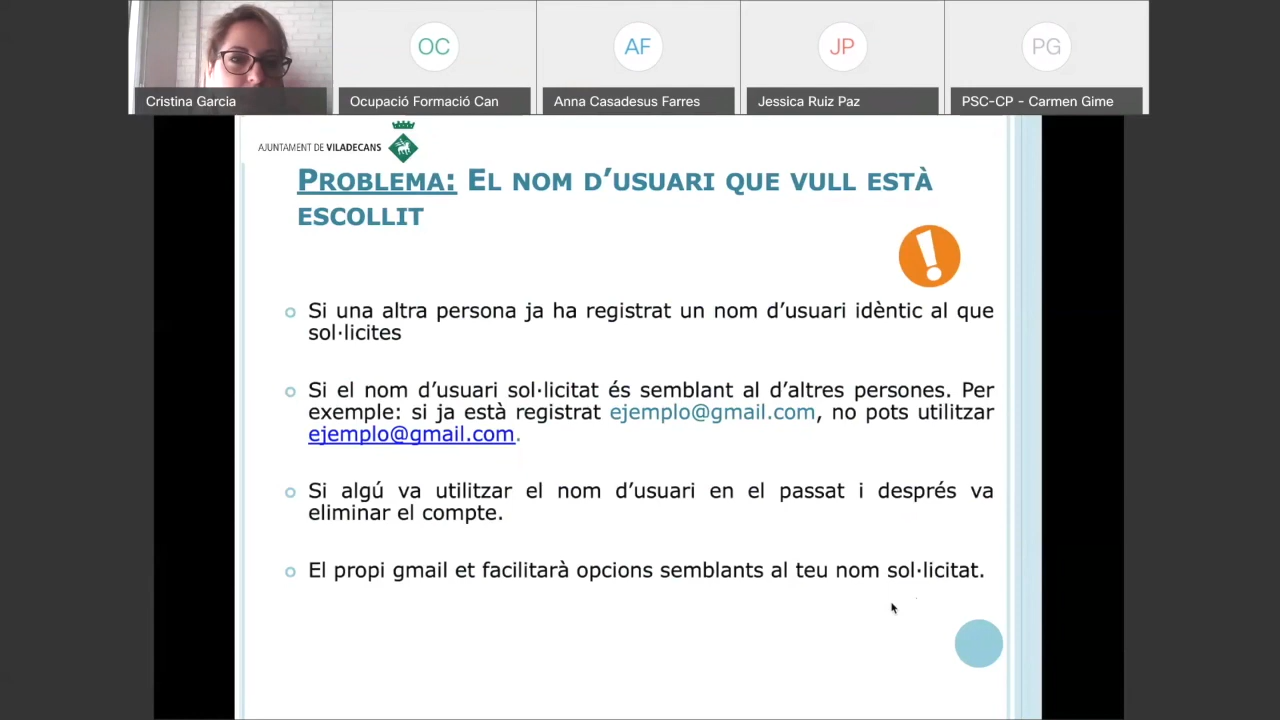 OC
AF
JP
PG
Cristina Garcia
Ocupació Formació Can
Anna Casadesus Farres
Jessica Ruiz Paz
PSC-CP - Carmen Gime
AJUNTAMENT DE VILADECANS
PROBLEMA: EL NOM D'USUARI QUE VULL ESTÀ
ESCOLLIT
Si una altra persona ja ha registrat un nom d'usuari idèntic al que
sol·licites
Si el nom d'usuari sol·licitat és semblant al d'altres persones. Per
exemple: si ja està registrat ejemplo@gmail.com, no pots utilitzar
ejemplo@gmail.com.
Si algú va utilitzar el nom d'usuari en el passat i després va
eliminar el compte.
El propi gmail et facilitarà opcions semblants al teu nom sol·licitat.